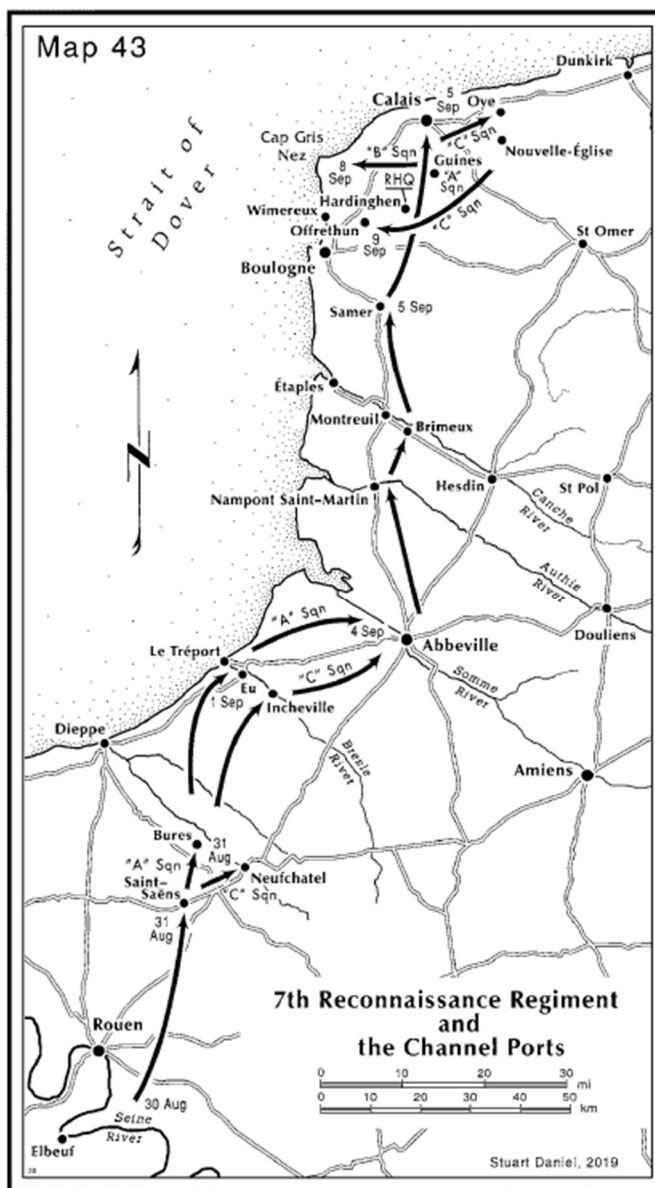 Map 43
Dunkirk
5
Sep
Calais
Oye
"C" Sqn
Nouvelle-Église
Cap Gris
Nez
"B" Sqn
8
Sep
Guines
"A"
Sqn
RHQ
Hardinghen
Wimereux
Offrethun
"C" Sqn
9
Sep
St Omer
Boulogne
Strait of
Dover
Samer
5 Sep
N
Étaples
Montreuil
Brimeux
Nampont Saint-Martin
Hesdin
St Pol
Canche
River
Authie
River
"A" Sqn
4 Sep
Abbeville
Douliens
Le Tréport
Eu
1 Sep
"C" Sqn
Incheville
Somme
River
Dieppe
Bresle
River
Amiens
Bures
31
Aug
"A" Sqn
Neufchatel
Saint-
Saëns
"C" Sqn
31
Aug
7th Reconnaissance Regiment
and
the Channel Ports
Rouen
0 10 20 30
mi
0 10 20 30 40 50
km
30 Aug
Seine
River
Elbeuf
Stuart Daniel, 2019